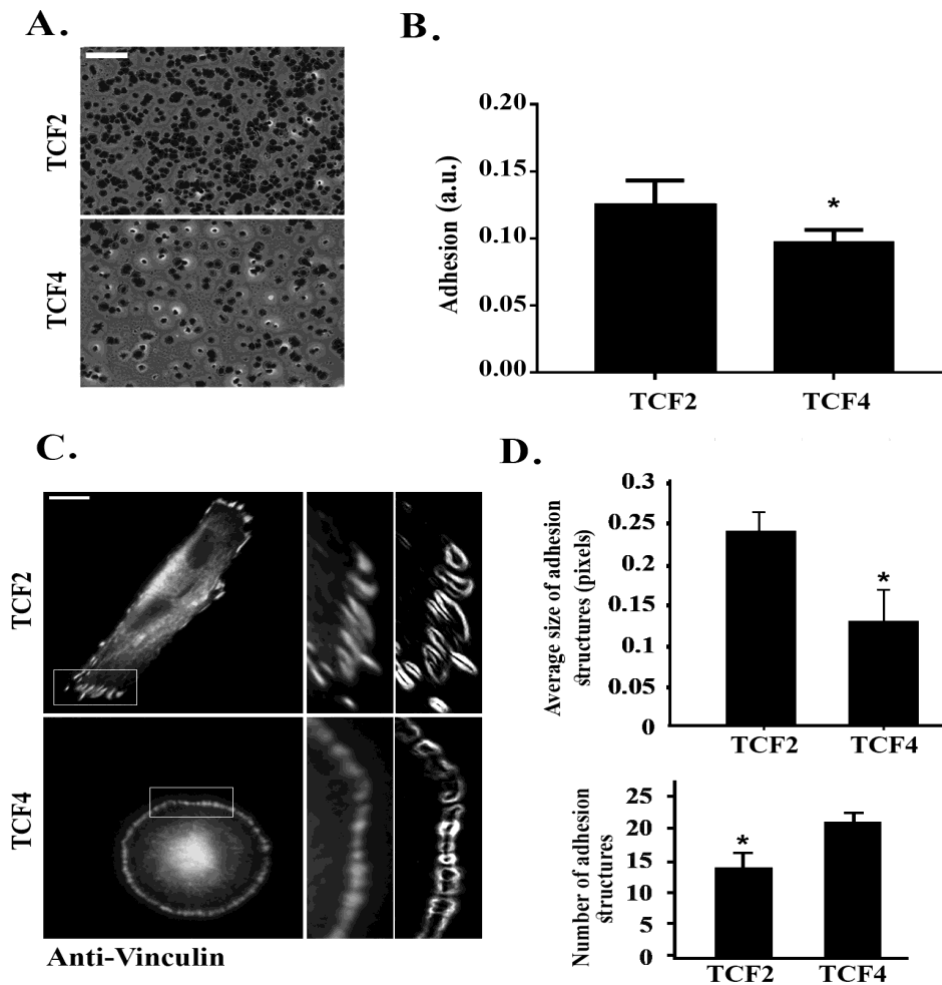 A.
TCF2
TCF4
B.
Adhesion (a.u.)
0.20
0.15
0.10
0.05
0.00
*
TCF2
TCF4
C.
TCF2
TCF4
Anti-Vinculin
D.
Average size of adhesion
structures (pixels)
0.3
0.25
0.2
0.15
0.1
0.05
0
*
TCF2
TCF4
Number of adhesion
structures
25
20
15
10
5
0
*
TCF2
TCF4